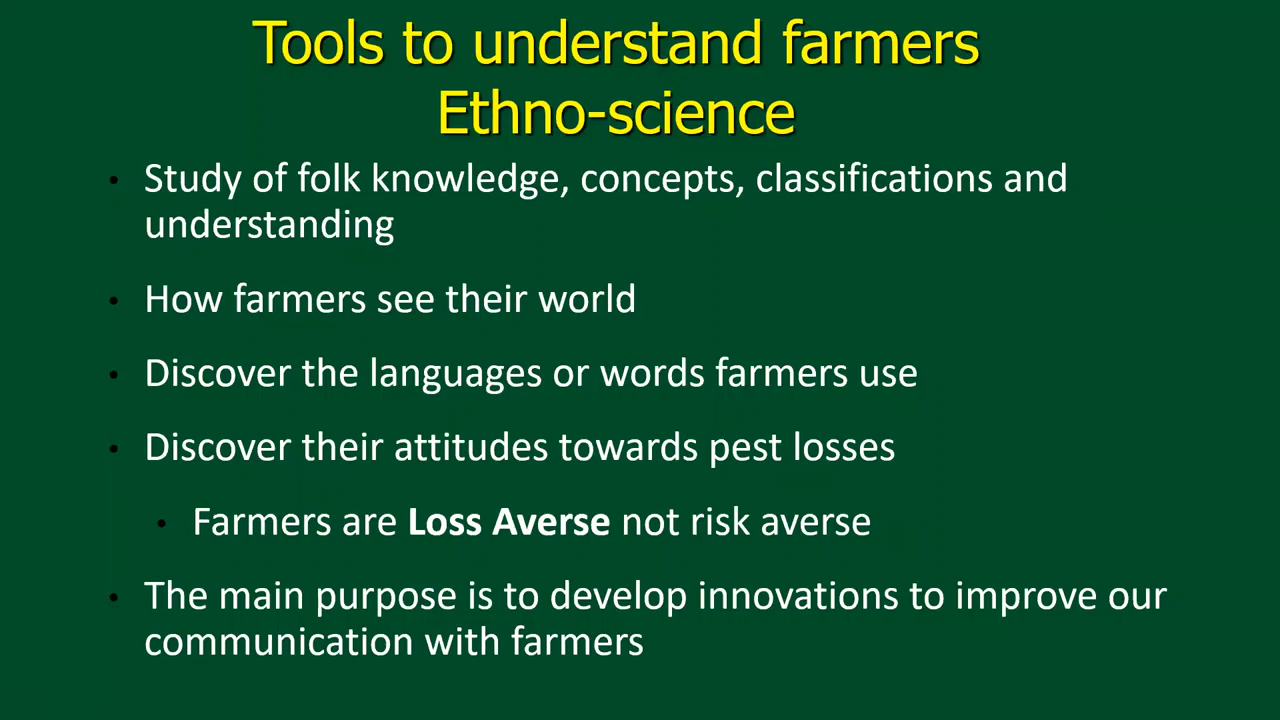 Tools to understand farmers
Ethno-science
• Study of folk knowledge, concepts, classifications and
understanding
• How farmers see their world
• Discover the languages or words farmers use
• Discover their attitudes towards pest losses
• Farmers are Loss Averse not risk averse
• The main purpose is to develop innovations to improve our
communication with farmers